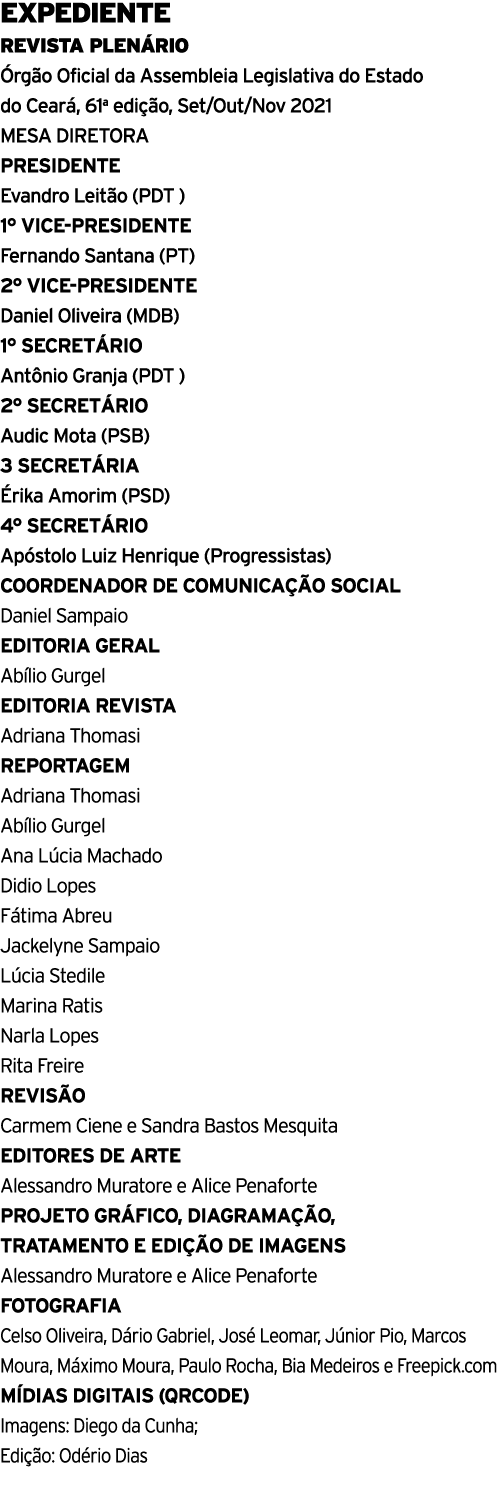 EXPEDIENTE
REVISTA PLENÁRIO
Órgão Oficial da Assembleia Legislativa do Estado
do Ceará, 61ª edição, Set/Out/Nov 2021
MESA DIRETORA
PRESIDENTE
Evandro Leitão (PDT )
1º VICE-PRESIDENTE
Fernando Santana (PT)
2º VICE-PRESIDENTE
Daniel Oliveira (MDB)
1º SECRETÁRIO
Antônio Granja (PDT )
2º SECRETÁRIO
Audic Mota (PSB)
3 SECRETÁRIA
Érika Amorim (PSD)
4º SECRETÁRIO
Apóstolo Luiz Henrique (Progressistas)
COORDENADOR DE COMUNICAÇÃO SOCIAL
Daniel Sampaio
EDITORIA GERAL
Abílio Gurgel
EDITORIA REVISTA
Adriana Thomasi
REPORTAGEM
Adriana Thomasi
Abílio Gurgel
Ana Lúcia Machado
Didio Lopes
Fátima Abreu
Jackelyne Sampaio
Lúcia Stedile
Marina Ratis
Narla Lopes
Rita Freire
REVISÃO
Carmem Ciene e Sandra Bastos Mesquita
EDITORES DE ARTE
Alessandro Muratore e Alice Penaforte
PROJETO GRÁFICO, DIAGRAMAÇÃO,
TRATAMENTO E EDIÇÃO DE IMAGENS
Alessandro Muratore e Alice Penaforte
FOTOGRAFIA
Celso Oliveira, Dário Gabriel, José Leomar, Júnior Pio, Marcos
Moura, Máximo Moura, Paulo Rocha, Bia Medeiros e Freepick.com
MÍDIAS DIGITAIS (QRCODE)
Imagens: Diego da Cunha;
Edição: Odério Dias